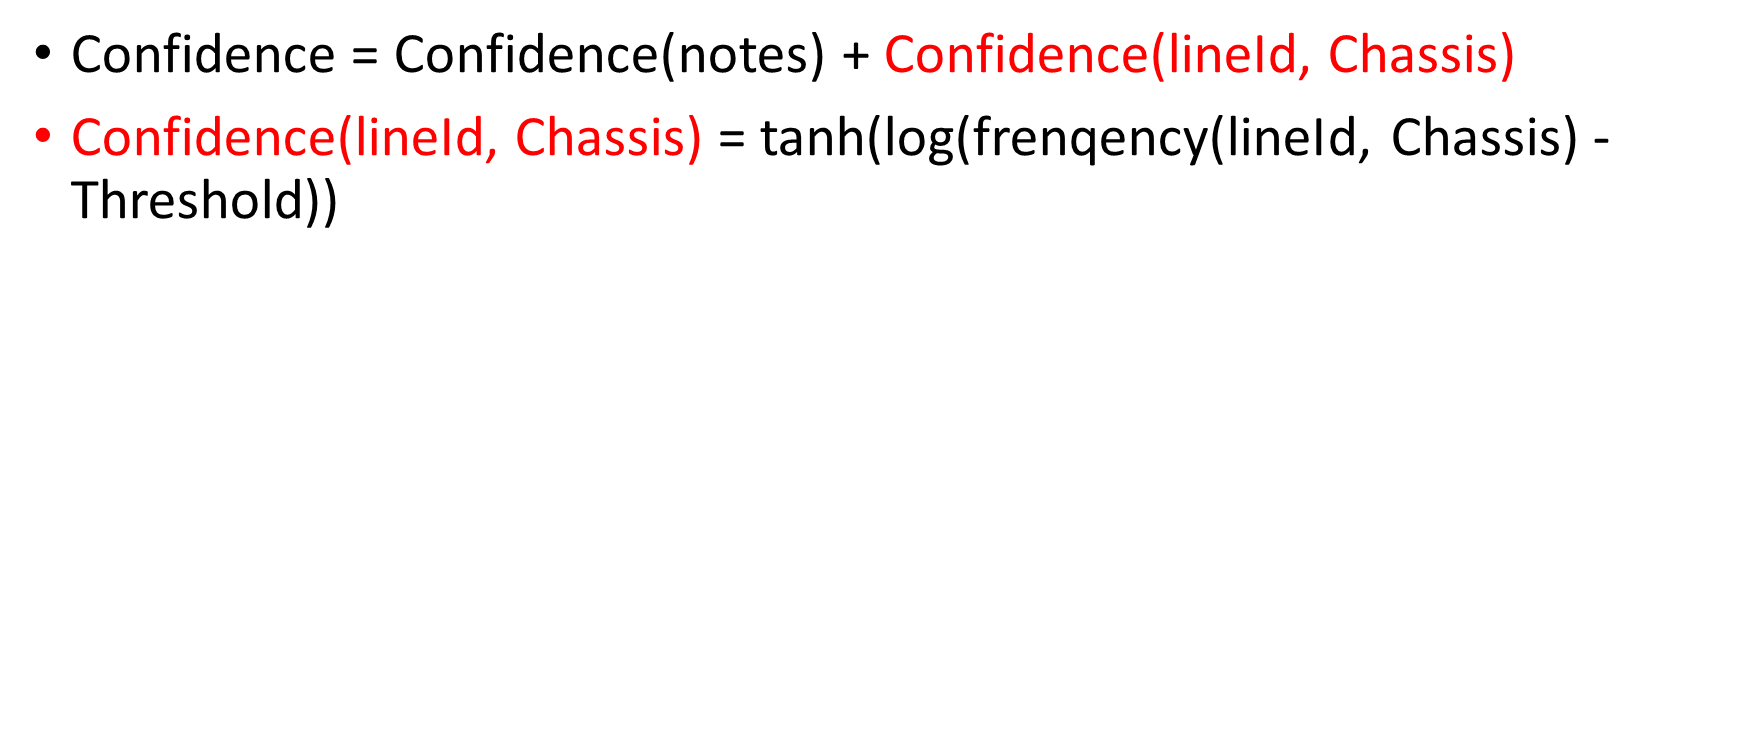 • Confidence = Confidence(notes) + Confidence(lineId, Chassis)
• Confidence(lineId, Chassis) = tanh(log(frenqency(lineId, Chassis) -
Threshold))